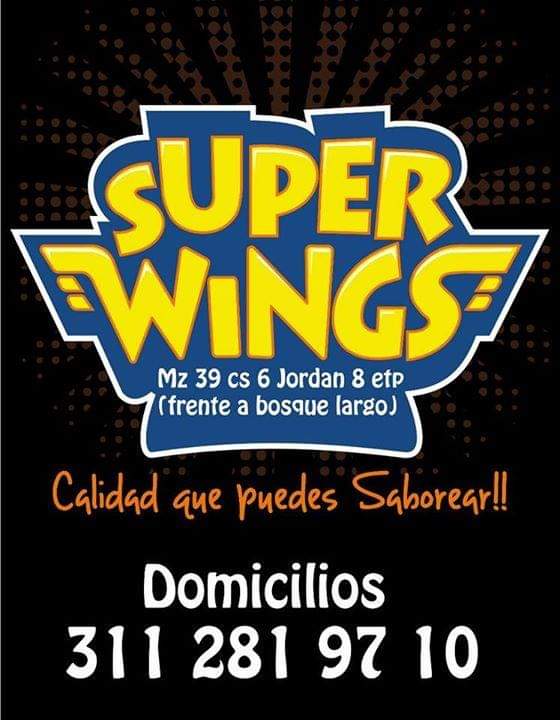 SUPER
WINGS
Mz 39 cs 6 Jordan 8 etp
(frente a bosque largo)
Calidad que puedes Saborear!!
Domicilios
311 281 97 10